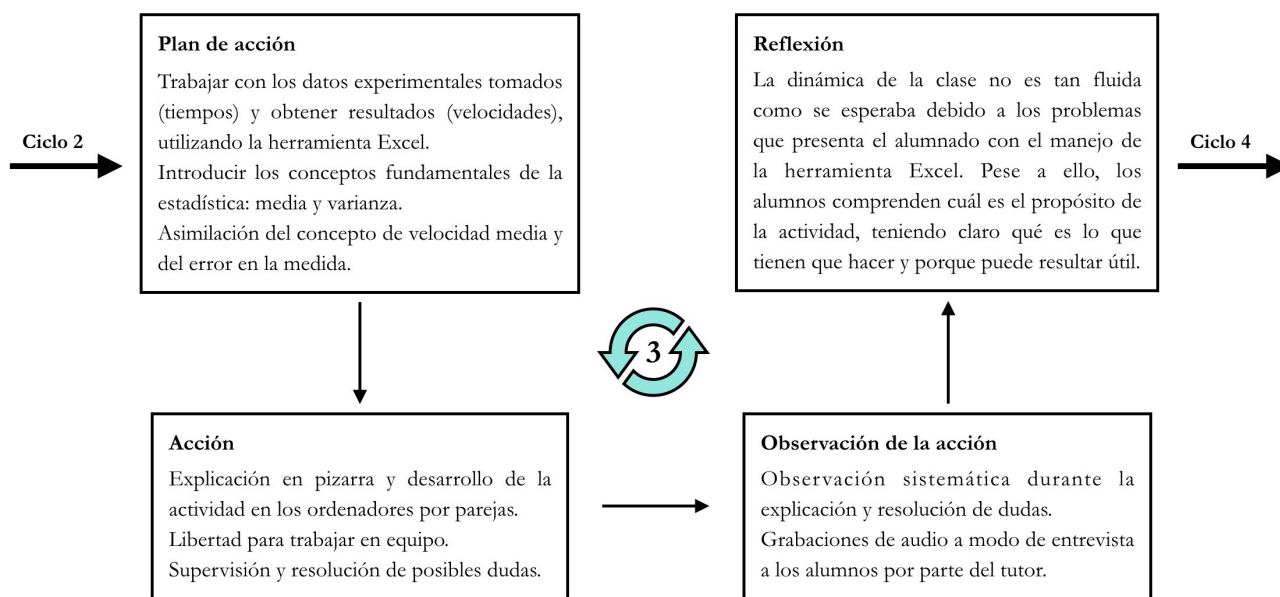 Ciclo 2
Plan de acción
Trabajar con los datos experimentales tomados
(tiempos) y obtener resultados (velocidades),
utilizando la herramienta Excel.
Introducir los conceptos fundamentales de la
estadística: media y varianza.
Asimilación del concepto de velocidad media y
del error en la medida.
Acción
Explicación en pizarra y desarrollo de la
actividad en los ordenadores por parejas.
Libertad para trabajar en equipo.
Supervisión y resolución de posibles dudas.
3
Observación de la acción
Observación sistemática durante la
explicación y resolución de dudas.
Grabaciones de audio a modo de entrevista
a los alumnos por parte del tutor.
Reflexión
La dinámica de la clase no es tan fluida
como se esperaba debido a los problemas
que presenta el alumnado con el manejo de
la herramienta Excel. Pese a ello, los
alumnos comprenden cuál es el propósito de
la actividad, teniendo claro qué es lo que
tienen que hacer y porque puede resultar útil.
Ciclo 4